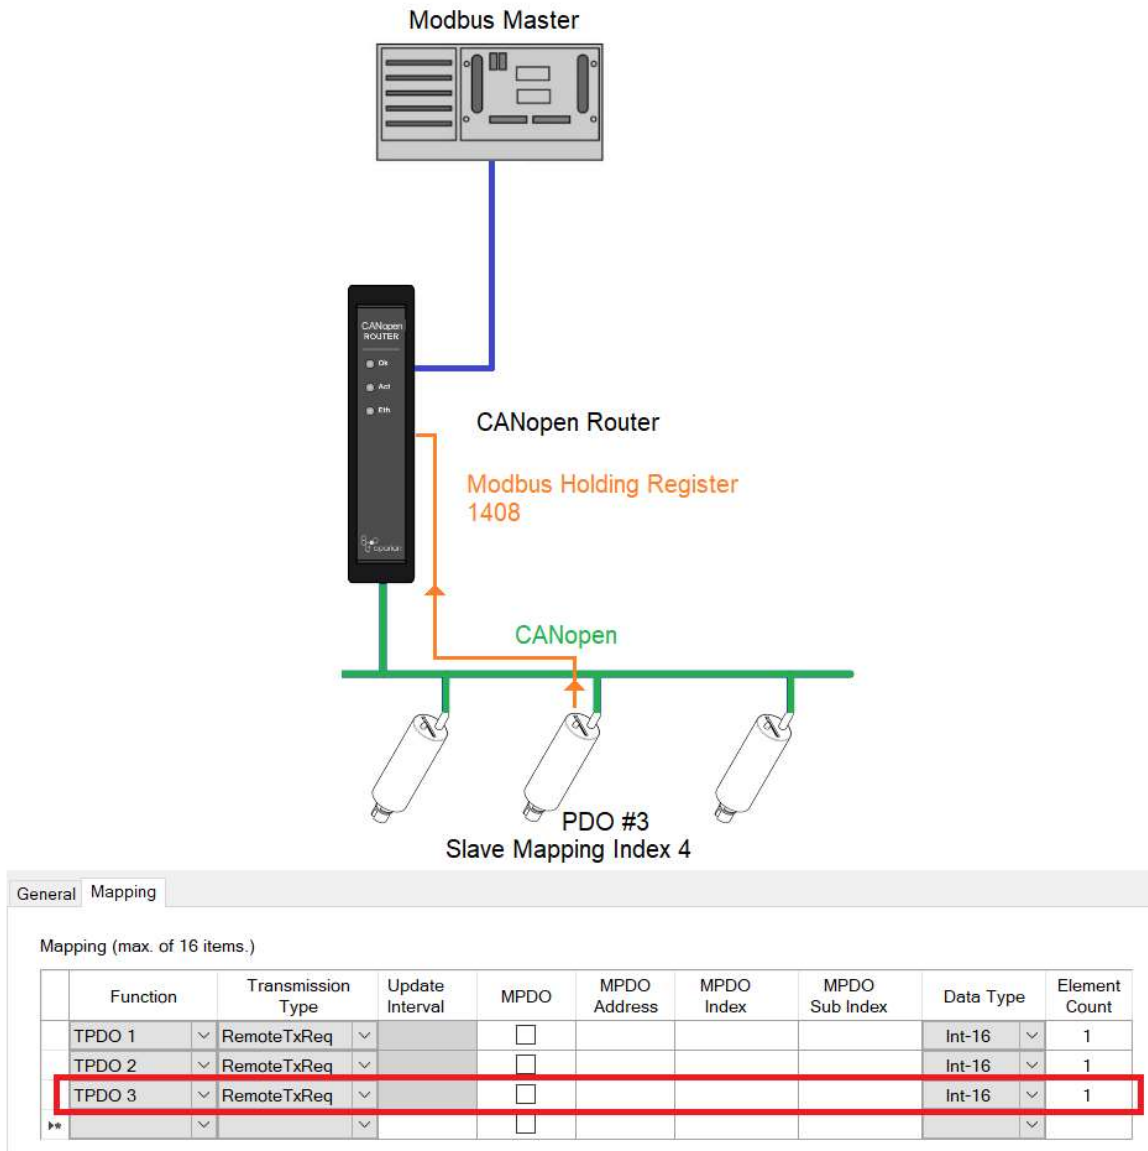 Modbus Master
CANopen
ROUTER
Ok
Act
Eth
CANopen Router
Modbus Holding Register
1408
aparian
CANopen
PDO #3
Slave Mapping Index 4
General Mapping
Mapping (max. of 16 items.)
Function Transmission Type Update Interval MPDO MPDO Address MPDO Index MPDO Sub Index Data Type Element Count
TPDO 1 RemoteTxReq Int-16 1
TPDO 2 RemoteTxReq Int-16 1
TPDO 3 RemoteTxReq Int-16 1